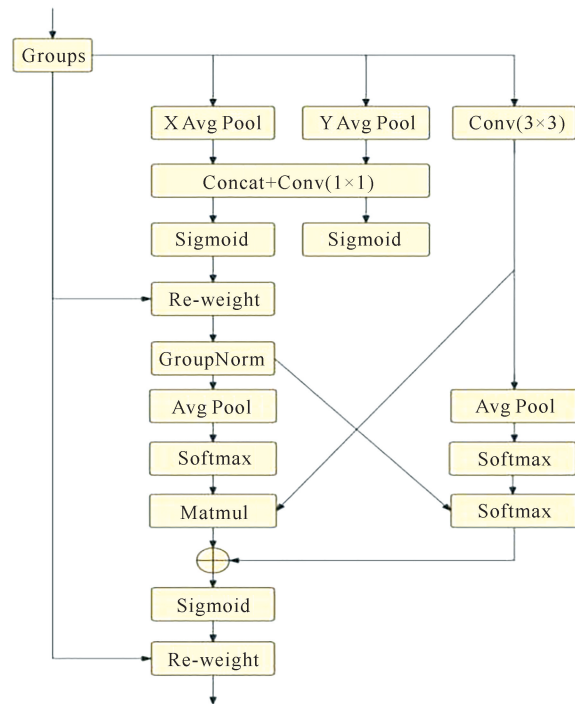 Groups
X Avg Pool
Y Avg Pool
Conv(3×3)
Concat+Conv(1×1)
Sigmoid
Sigmoid
Re-weight
GroupNorm
Avg Pool
Avg Pool
Softmax
Softmax
Matmul
Softmax
Sigmoid
Re-weight